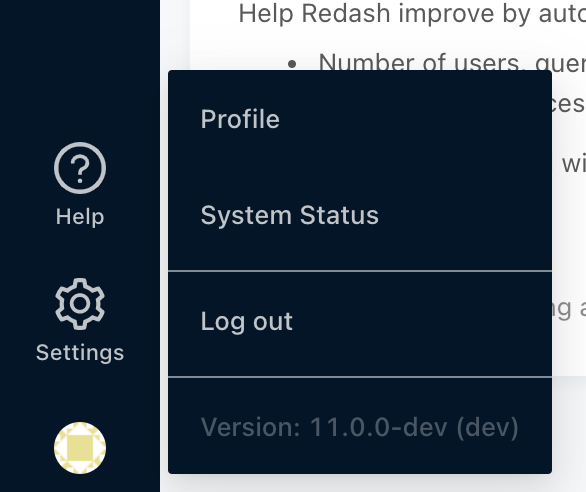 Help Redash improve by auto
Number of users, quer
ces
wi
ng a
Profile
System Status
Log out
Version: 11.0.0-dev (dev)
Help
Settings